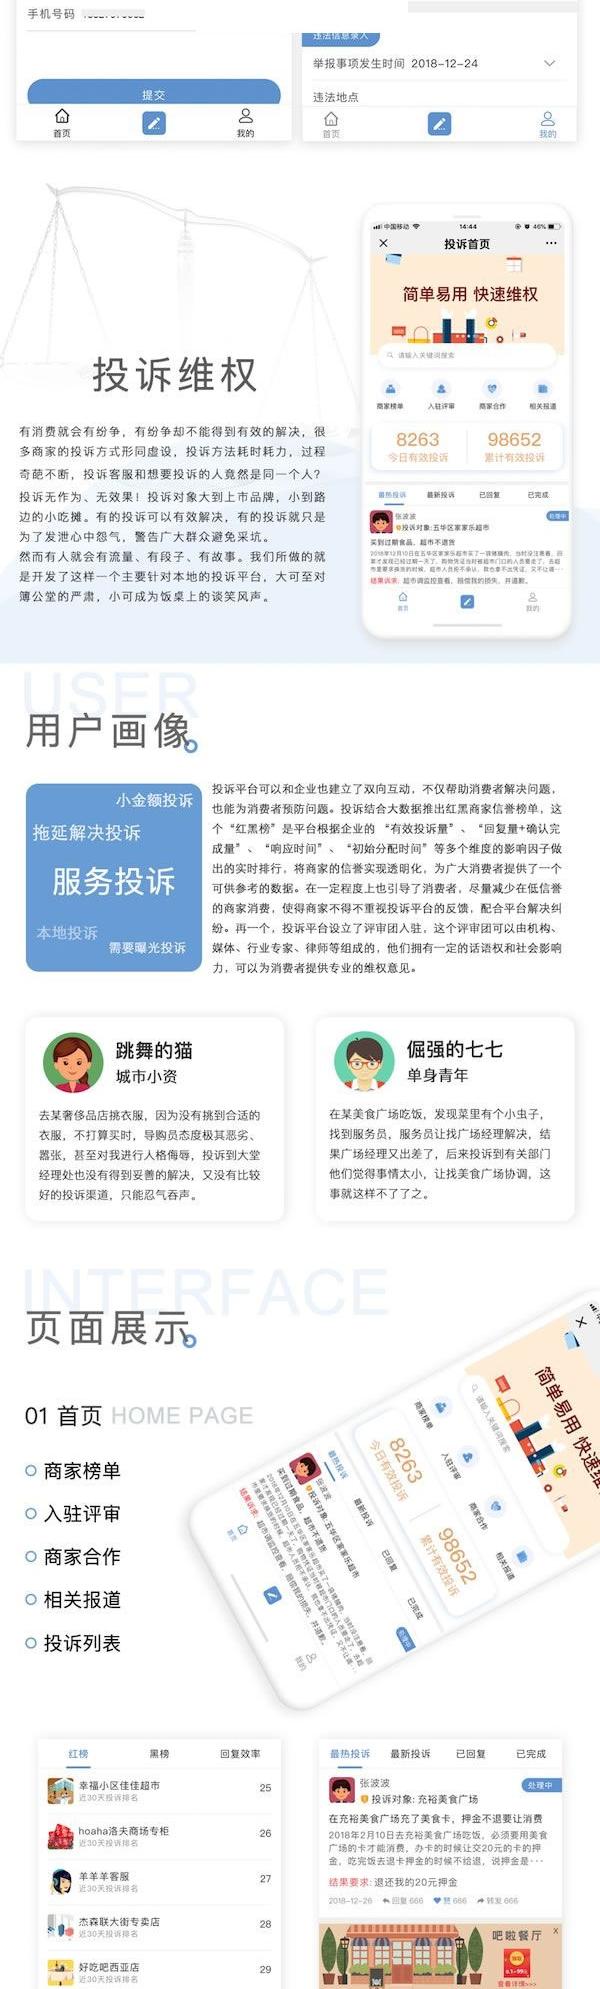 手机号码
提交
首页
我的
违法信息录入
举报事项发生时间 2018-12-24
违法地点
首页
我的
投诉维权
有消费就会有纷争，有纷争却不能得到有效的解决，很
多商家的投诉方式形同虚设，投诉方法耗时耗力，过程
奇葩不断，投诉客服和想要投诉的人竟然是同一个人？
投诉无作为、无效果！投诉对象大到上市品牌，小到路
边的小吃摊。有的投诉可以有效解决，有的投诉就只是
为了发泄心中怨气，警告广大群众避免采坑。
然而有人就会有流量、有段子、有故事。我们所做的就
是开发了这样一个主要针对本地的投诉平台，大可至对
簿公堂的严肃，小可成为饭桌上的谈笑风声。
中国移动 14:44 46%
投诉首页
简单易用 快速维权
请输入关键词搜索
商家榜单 入驻评审 商家合作 相关报道
8263 98652
今日有效投诉 累计有效投诉
最热投诉 最新投诉 已回复 已完成
张波波 处理中
投诉对象:五华区家家乐超市
买到过期食品，超市不退货
结果诉求: 超市调监控查看，赔偿我的损失，并道歉。
首页 我的
USER
用户画像
小金额投诉
拖延解决投诉
服务投诉
本地投诉
需要曝光投诉
投诉平台可以和企业也建立了双向互动，不仅帮助消费者解决问题，
也能为消费者预防问题。投诉结合大数据推出红黑商家信誉榜单，这
个“红黑榜”是平台根据企业的 “有效投诉量”、 “回复量+确认完
成量”、 “响应时间”、 “初始分配时间”等多个维度的影响因子做
出的实时排行，将商家的信誉实现透明化，为广大消费者提供了一个
可供参考的数据。在一定程度上也引导了消费者，尽量减少在低信誉
的商家消费，使得商家不得不重视投诉平台的反馈，配合平台解决纠
纷。再一个，投诉平台设立了评审团入驻，这个评审团可以由机构、
媒体、行业专家、律师等组成的，他们拥有一定的话语权和社会影响
力，可以为消费者提供专业的维权意见。
跳舞的猫
城市小资
去某奢侈品店挑衣服，因为没有挑到合适的
衣服，不打算买时，导购员态度极其恶劣、
嚣张，甚至对我进行人格侮辱，投诉到大堂
经理处也没有得到妥善的解决，又没有比较
好的投诉渠道，只能忍气吞声。
倔强的七七
单身青年
在某美食广场吃饭，发现菜里有个小虫子，
找到服务员，服务员让找广场经理解决，结
果广场经理又出差了，后来投诉到有关部门
他们觉得事情太小，让找美食广场协调，这
事就这样不了了之。
INTERFACE
页面展示
01 首页 HOME PAGE
商家榜单
入驻评审
商家合作
相关报道
投诉列表
简单易用 快速维
请输入关键词搜索
商家榜单
入驻评审
商家合作
相关报道
8263
今日有效投诉
98652
累计有效投诉
最热投诉
最新投诉
已回复
已完成
张波波
处理中
投诉对象:五华区家家乐超市
买到过期食品，超市不退货
结果诉求: 超市调监控查看，赔偿我的损失，并道歉。
首页
我的
红榜 黑榜 回复效率
幸福小区佳佳超市 25
近30天投诉排名
hoaha洛夫商场专柜 26
近30天投诉排名
羊羊羊客服 27
近30天投诉排名
杰森联大街专卖店 28
近30天投诉排名
好吃吧西亚店 29
近30天投诉排名
最热投诉 最新投诉 已回复 已完成
张波波 处理中
投诉对象: 充裕美食广场
在充裕美食广场充了美食卡，押金不退要让消费
2018年2月10日去充裕美食广场吃饭，必须要用美食
广场的卡才能消费，办卡的时候让交20元的卡的押
金，吃完饭去退卡押金的时候不给退，说押金是···
结果要求: 退还我的20元押金
2018-12-26 回复 666 赞 666 转发 666
吧啦餐厅
X
查看详情>>>